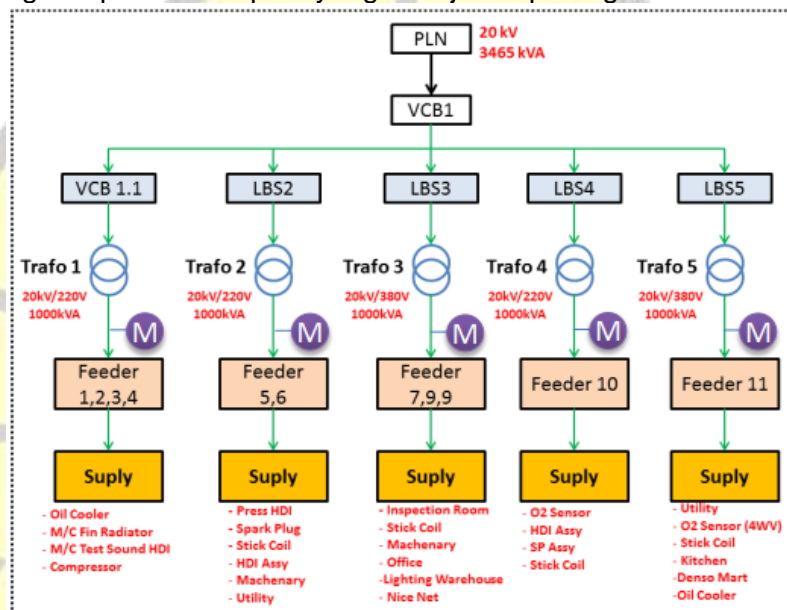 PLN
20 kV
3465 kVA
VCB1
VCB 1.1
LBS2
LBS3
LBS4
LBS5
Trafo 1
Trafo 2
Trafo 3
Trafo 4
Trafo 5
20kV/220V
1000kVA
20kV/220V
1000kVA
20kV/380V
1000kVA
20kV/220V
1000kVA
20kV/380V
1000kVA
M
M
M
M
M
Feeder
1,2,3,4
Feeder
5,6
Feeder
7,9,9
Feeder 10
Feeder 11
Suply
Suply
Suply
Suply
Suply
- Oil Cooler
- M/C Fin Radiator
- M/C Test Sound HDI
- Compressor
- Press HDI
- Spark Plug
- Stick Coil
- HDI Assy
- Machenary
- Utility
- Inspection Room
- Stick Coil
- Machenary
- Office
-Lighting Warehouse
- Nice Net
- O2 Sensor
- HDI Assy
- SP Assy
- Stick Coil
- Utility
- O2 Sensor (4WV)
- Stick Coil
- Kitchen
-Denso Mart
-Oil Cooler